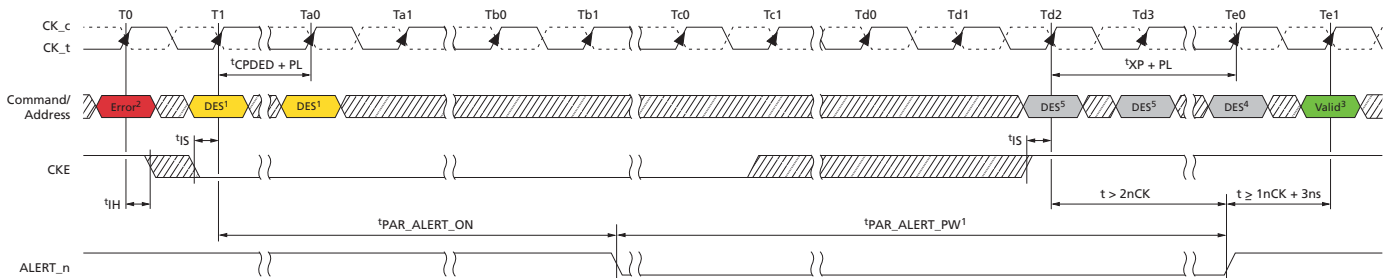 T0 T1 Ta0 Ta1 Tb0 Tb1 Tc0 Tc1 Td0 Td1 Td2 Td3 Te0 Te1
CK_c
CK_t
tCPDED + PL
tXP + PL
Command/
Address
Error2 DES1 DES1 DES5 DES5 DES4 Valid3
tIS tIS
CKE
tIH
t > 2nCK t ≥ 1nCK + 3ns
tPAR_ALERT_ON tPAR_ALERT_PW1
ALERT_n